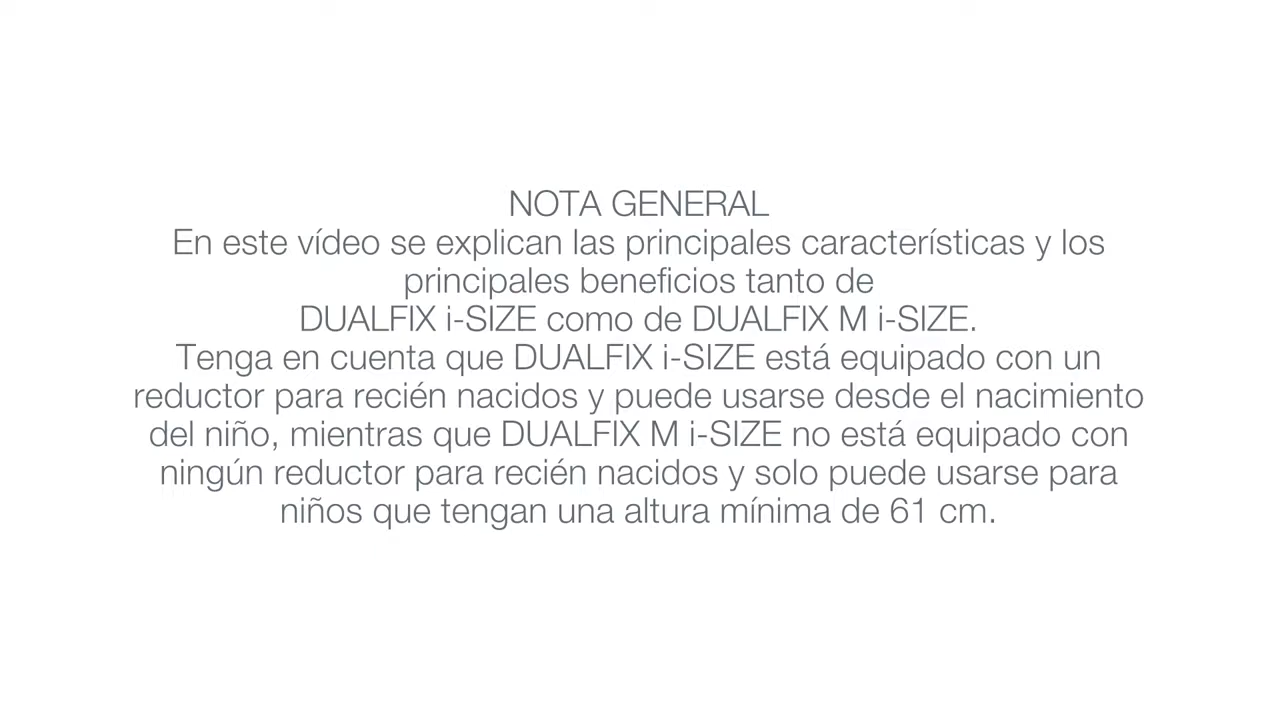 NOTA GENERAL
En este vídeo se explican las principales características y los
principales beneficios tanto de
DUALFIX i-SIZE como de DUALFIX M i-SIZE.
Tenga en cuenta que DUALFIX i-SIZE está equipado con un
reductor para recién nacidos y puede usarse desde el nacimiento
del niño, mientras que DUALFIX M i-SIZE no está equipado con
ningún reductor para recién nacidos y solo puede usarse para
niños que tengan una altura mínima de 61 cm.